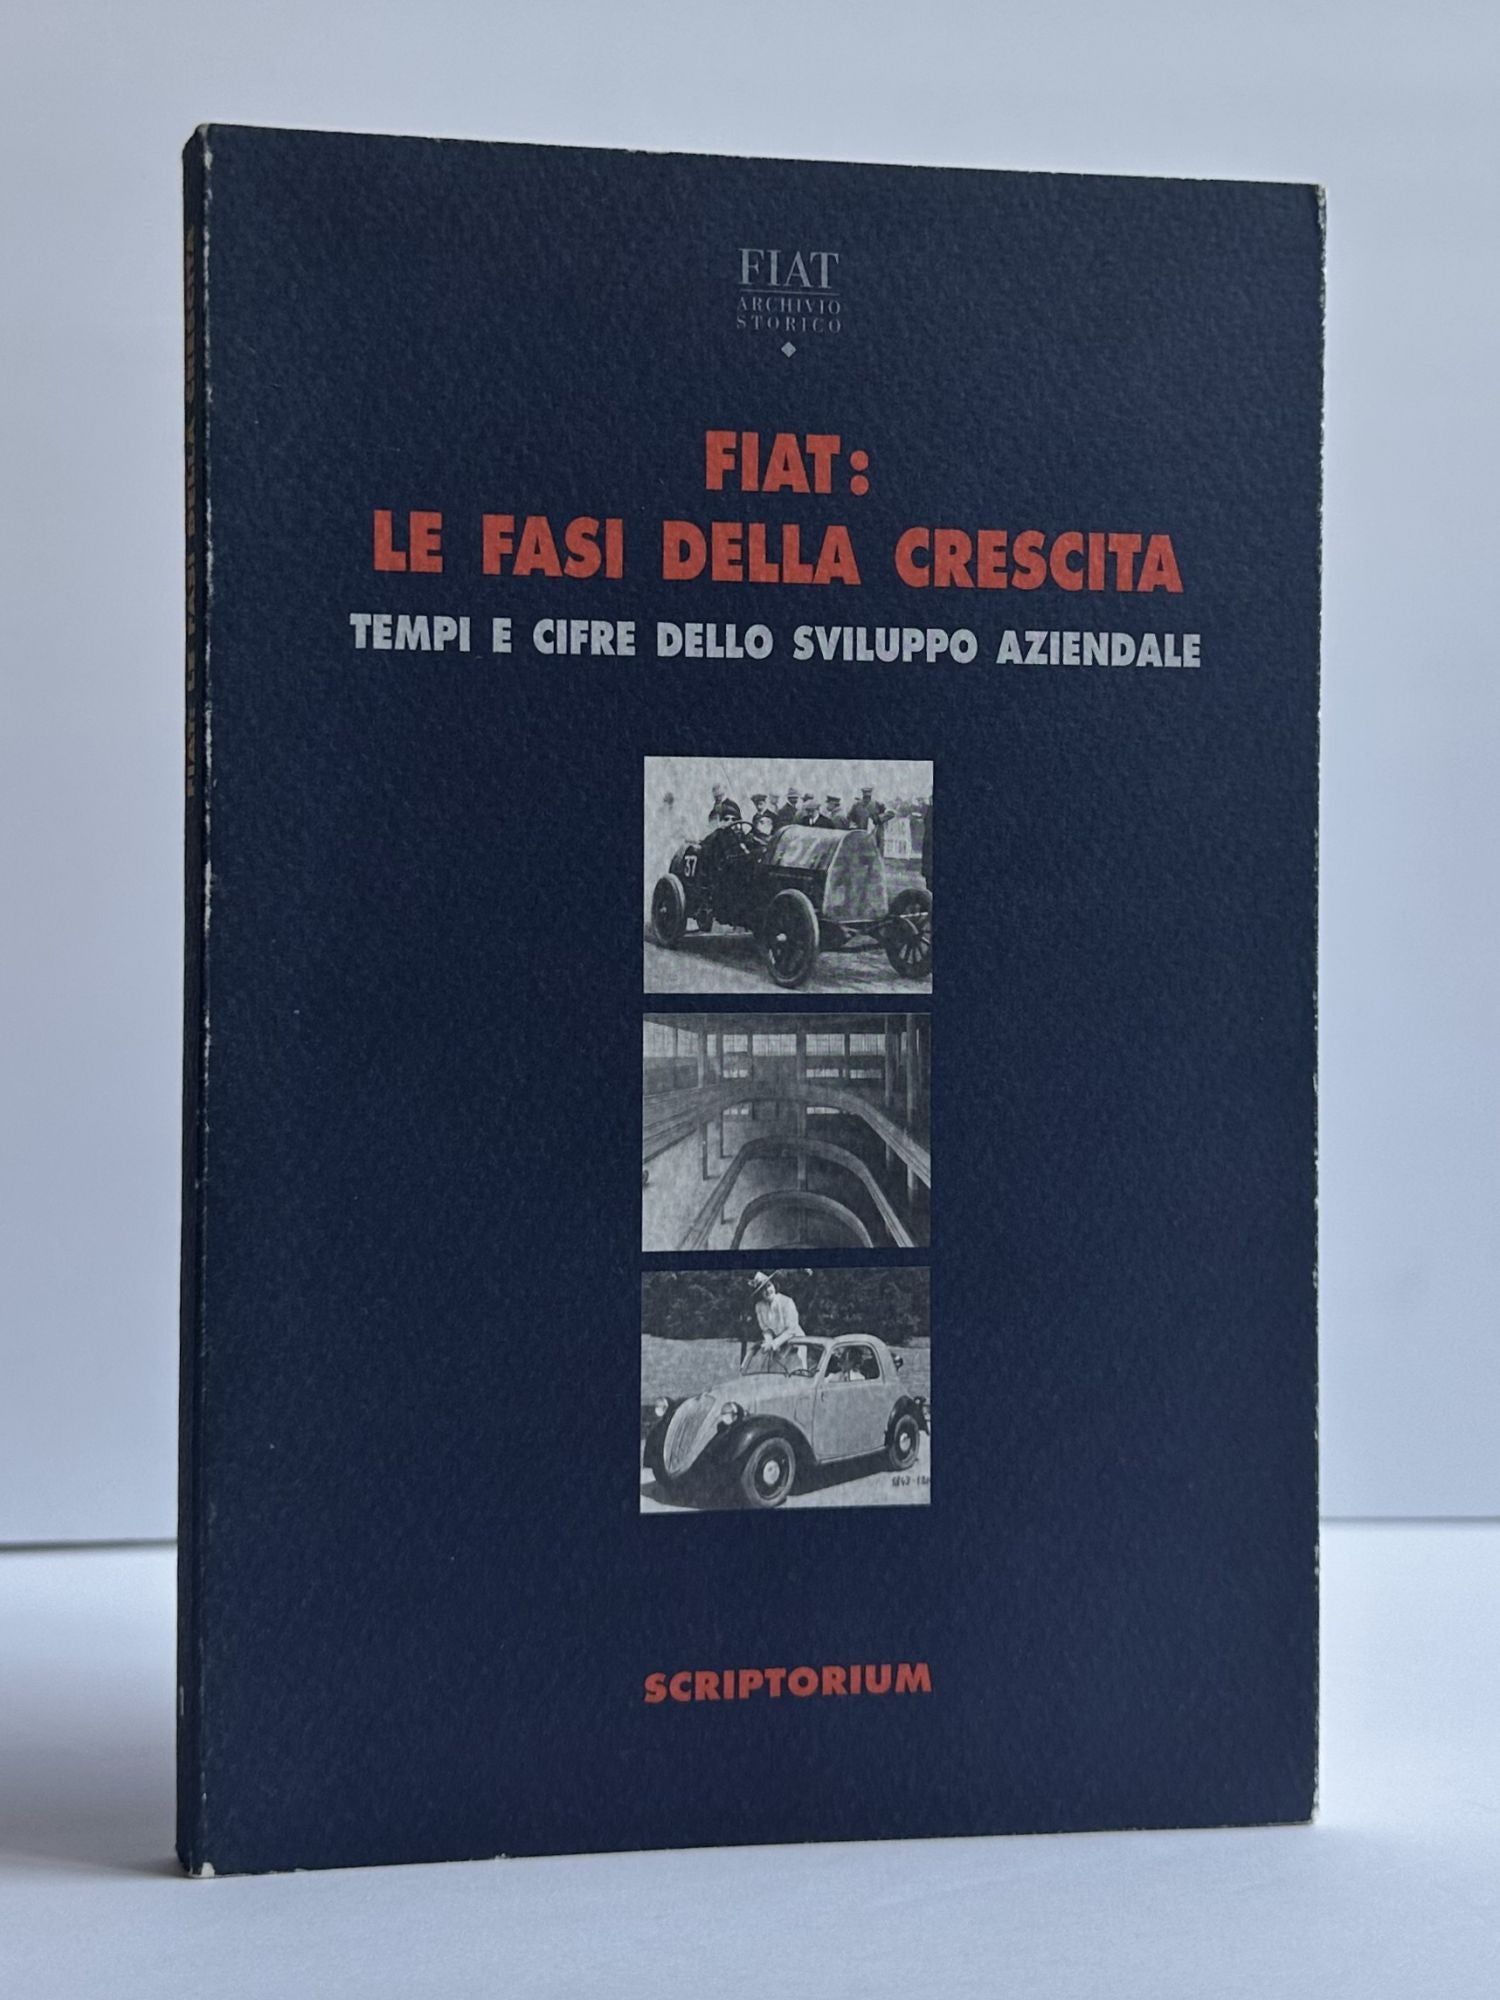 FIAT
ARCHIVIO
STORICO
FIAT:
LE FASI DELLA CRESCITA
TEMPI E CIFRE DELLO SVILUPPO AZIENDALE
37
SCRIPTORIUM
FIAT: LE FASI DELLA CRESCITA